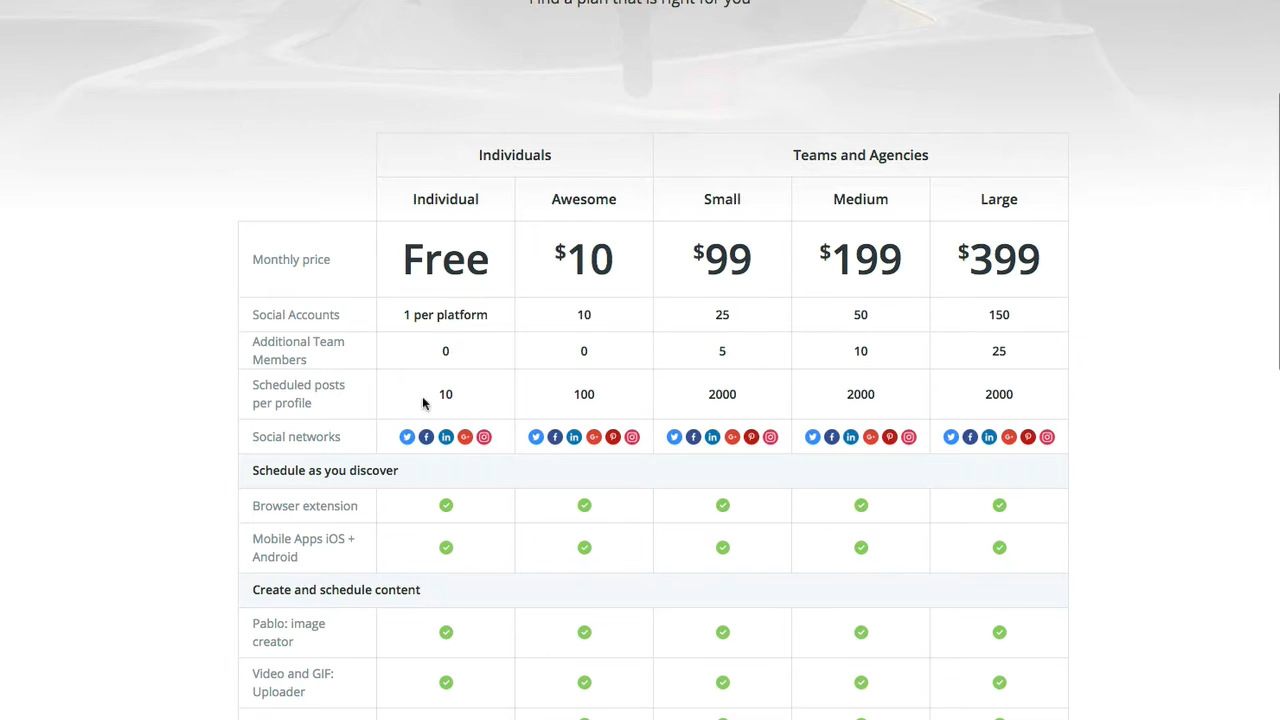 Find a plan that is right for you
Individuals Teams and Agencies
Individual Awesome Small Medium Large
Monthly price Free $10 $99 $199 $399
Social Accounts 1 per platform 10 25 50 150
Additional Team
Members 0 0 5 10 25
Scheduled posts
per profile 10 100 2000 2000 2000
Social networks
Schedule as you discover
Browser extension
Mobile Apps iOS +
Android
Create and schedule content
Pablo: image
creator
Video and GIF:
Uploader